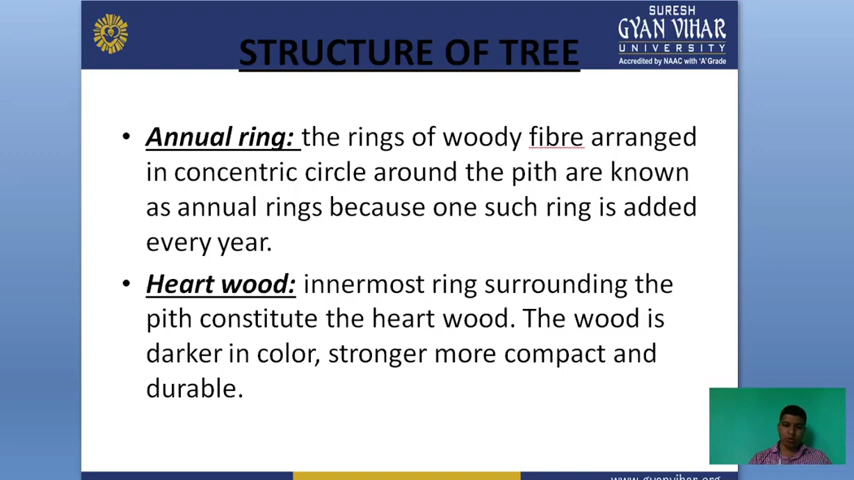 SURESH
GYAN VIHAR
UNIVERSITY
Accredited by NAAC with 'A' Grade
STRUCTURE OF TREE
• Annual ring: the rings of woody fibre arranged
in concentric circle around the pith are known
as annual rings because one such ring is added
every year.
• Heart wood: innermost ring surrounding the
pith constitute the heart wood. The wood is
darker in color, stronger more compact and
durable.
www.gyanvihar.org